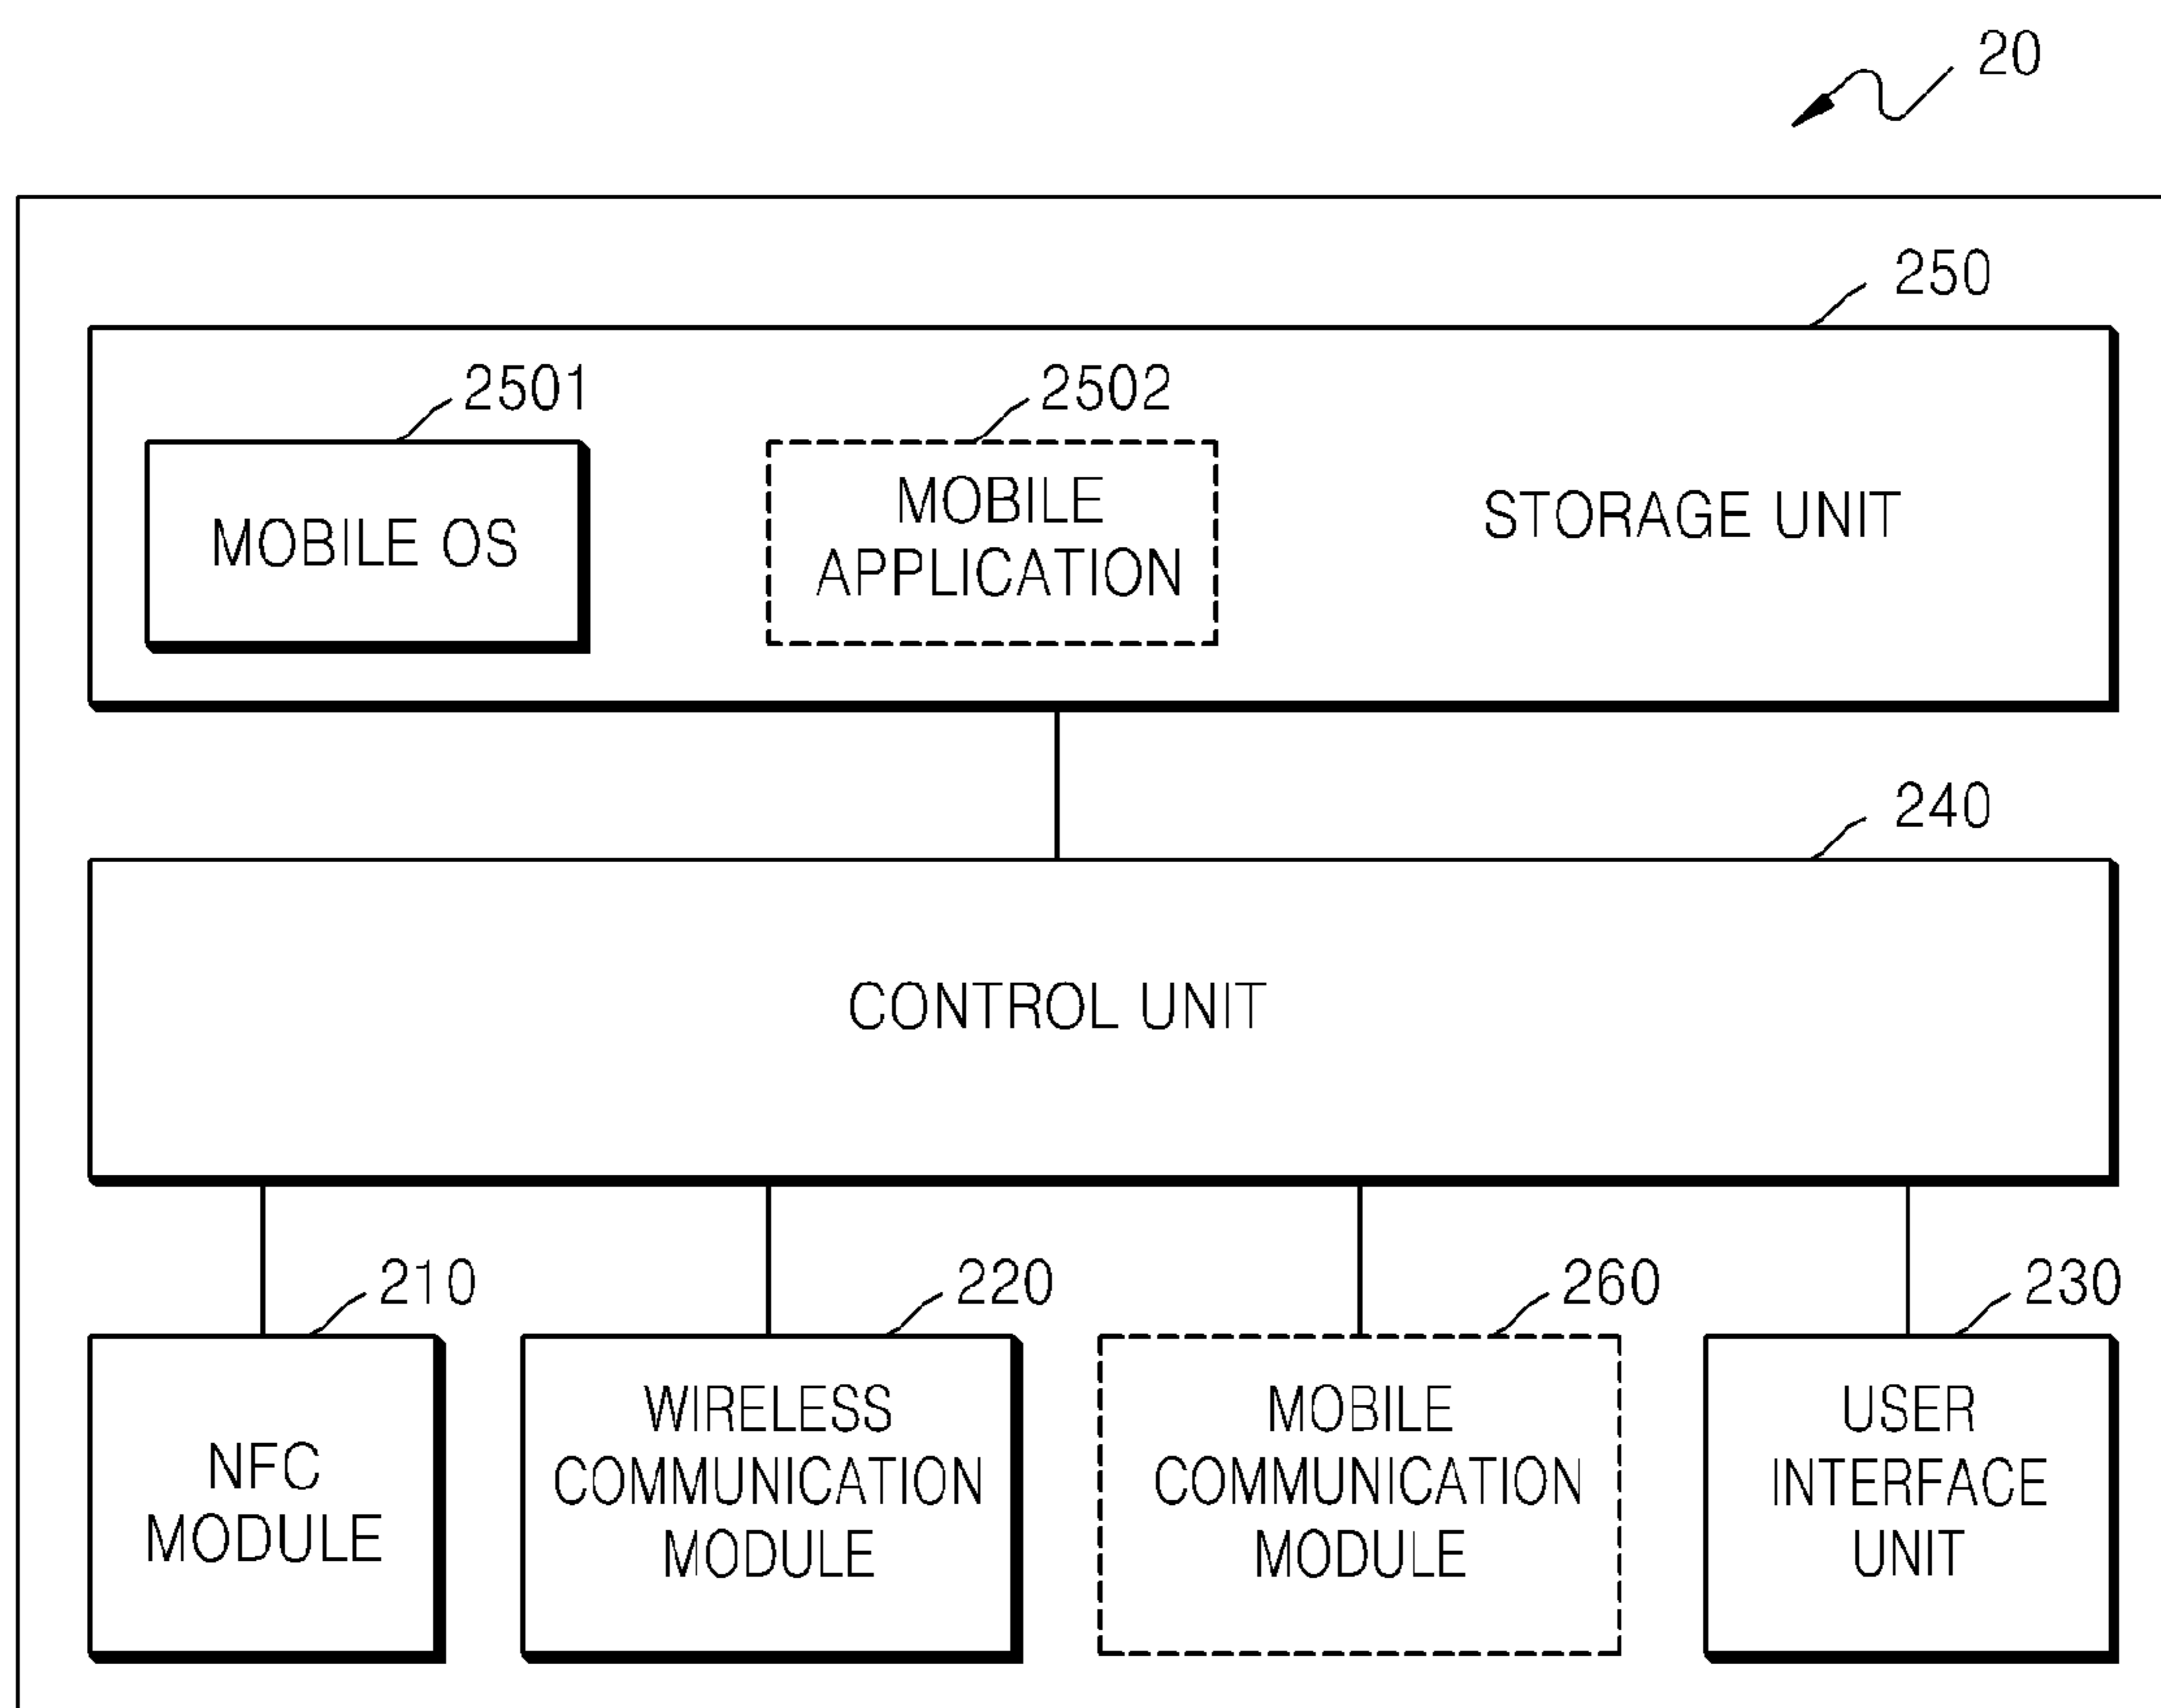 20
250
2501
2502
MOBILE OS
MOBILE
APPLICATION
STORAGE UNIT
240
CONTROL UNIT
210
220
260
230
NFC
MODULE
WIRELESS
COMMUNICATION
MODULE
MOBILE
COMMUNICATION
MODULE
USER
INTERFACE
UNIT